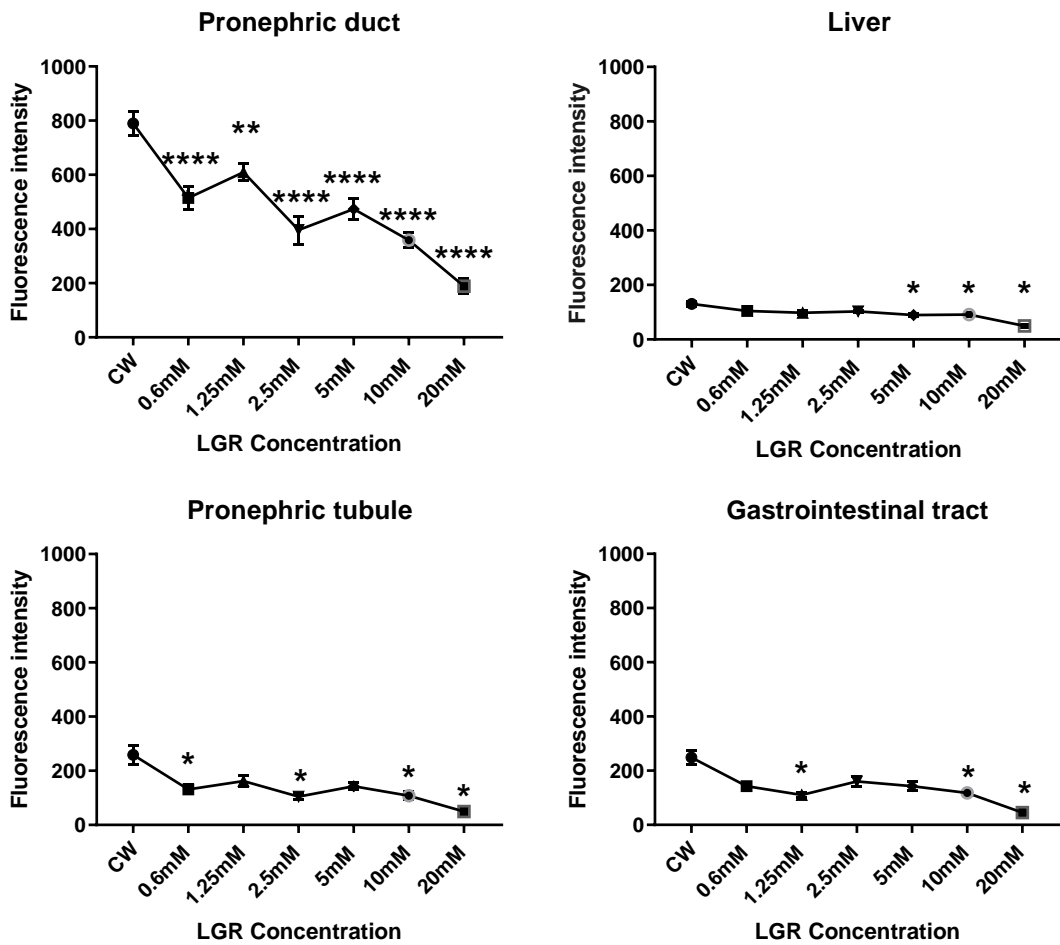 Pronephric duct
Fluorescence intensity
1000
800
600
400
200
0
**** ** **** **** **** ****
CW 0.6mM 1.25mM 2.5mM 5mM 10mM 20mM
LGR Concentration
Liver
Fluorescence intensity
1000
800
600
400
200
0
* * *
CW 0.6mM 1.25mM 2.5mM 5mM 10mM 20mM
LGR Concentration
Pronephric tubule
Fluorescence intensity
1000
800
600
400
200
0
* * * *
CW 0.6mM 1.25mM 2.5mM 5mM 10mM 20mM
LGR Concentration
Gastrointestinal tract
Fluorescence intensity
1000
800
600
400
200
0
* * *
CW 0.6mM 1.25mM 2.5mM 5mM 10mM 20mM
LGR Concentration